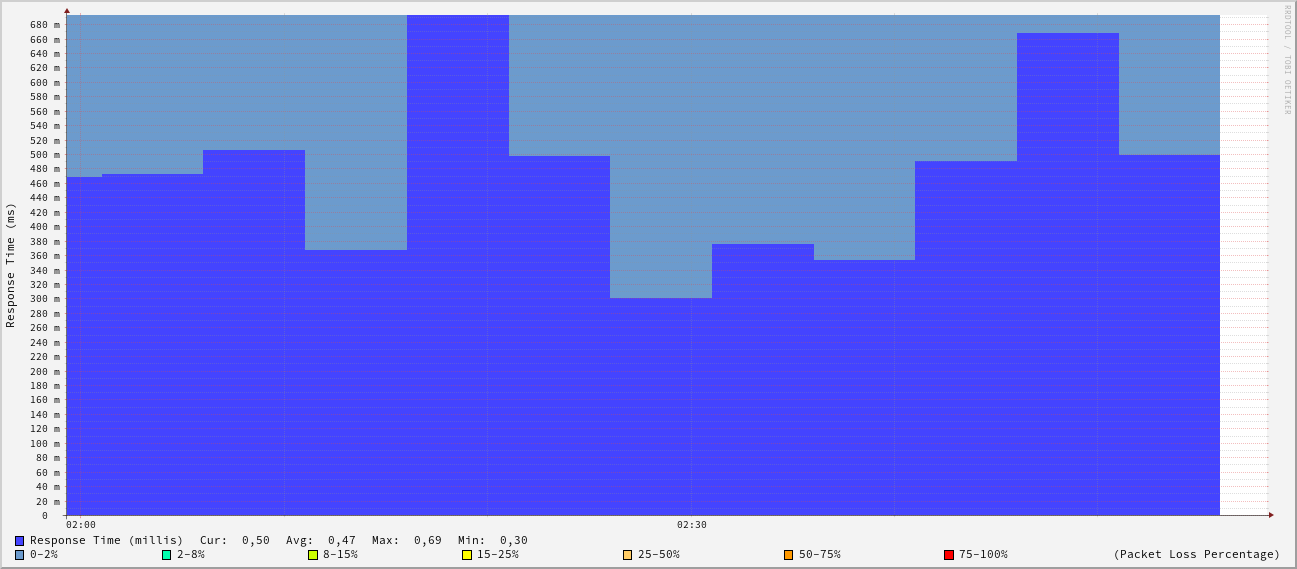 RRDTOOL / TOBI OETIKER
Response Time (ms)
680 m
660 m
640 m
620 m
600 m
580 m
560 m
540 m
520 m
500 m
480 m
460 m
440 m
420 m
400 m
380 m
360 m
340 m
320 m
300 m
280 m
260 m
240 m
220 m
200 m
180 m
160 m
140 m
120 m
100 m
80 m
60 m
40 m
20 m
0
02:00 02:30
Response Time (millis) Cur: 0,50 Avg: 0,47 Max: 0,69 Min: 0,30
0-2% 2-8% 8-15% 15-25% 25-50% 50-75% 75-100% (Packet Loss Percentage)